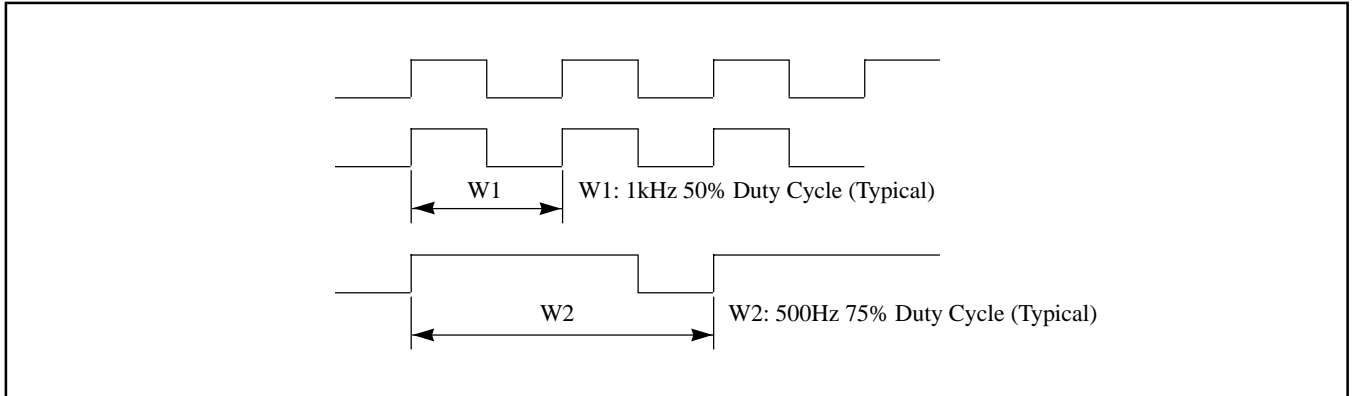 W1
W1: 1kHz 50% Duty Cycle (Typical)
W2
W2: 500Hz 75% Duty Cycle (Typical)